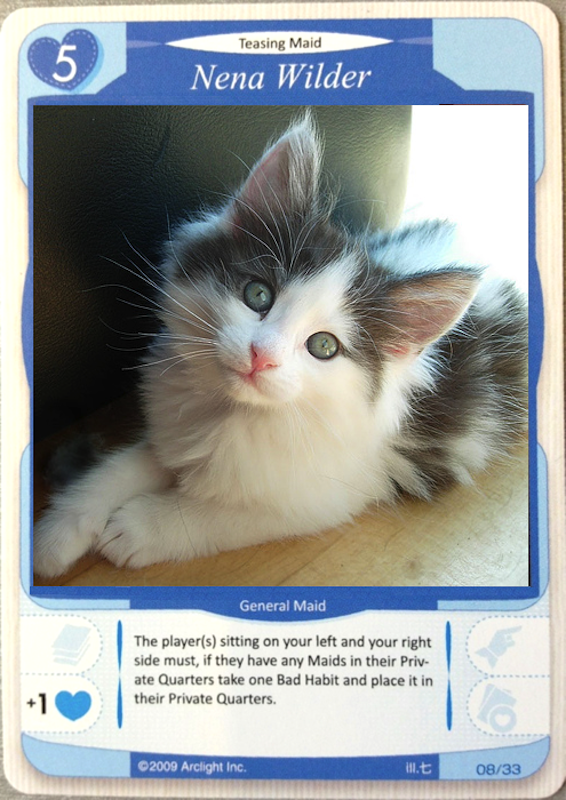 5
Teasing Maid
Nena Wilder
General Maid
The player(s) sitting on your left and your right
side must, if they have any Maids in their Priv-
ate Quarters take one Bad Habit and place it in
their Private Quarters.
+1
©2009 Arclight Inc.
ill.七
08/33